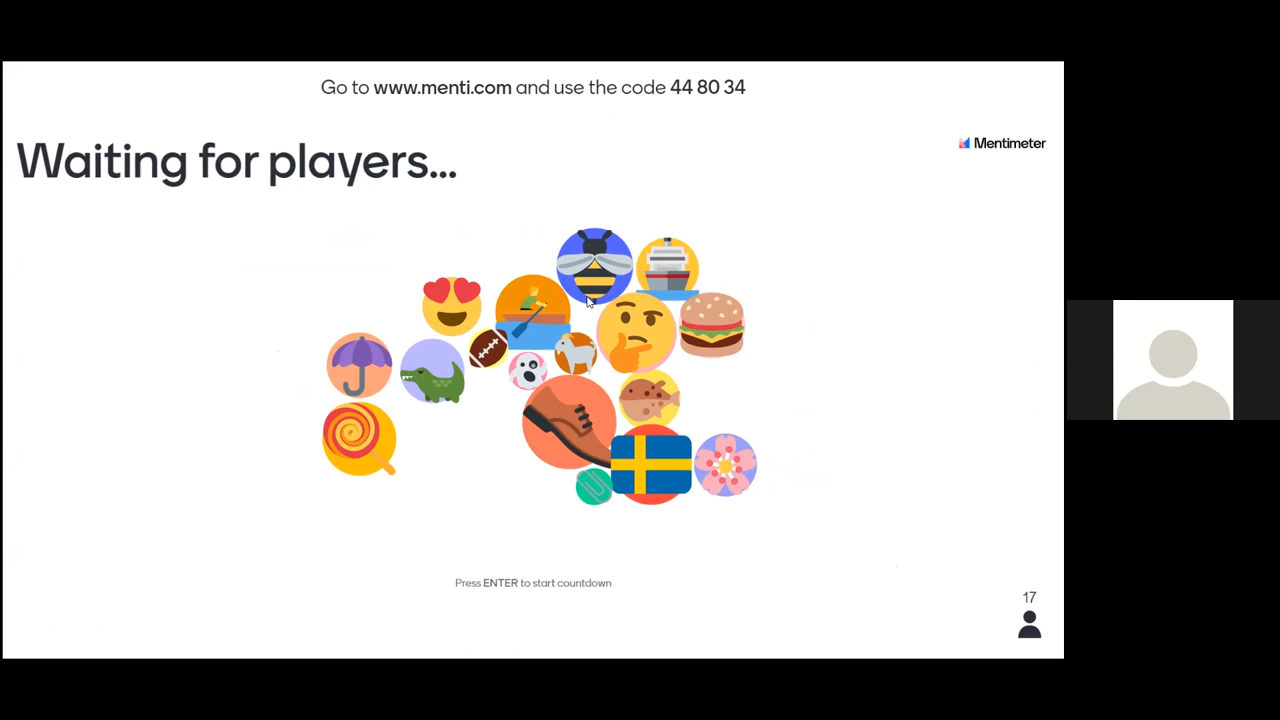 Go to www.menti.com and use the code 44 80 34
Mentimeter
Waiting for players...
Press ENTER to start countdown
17